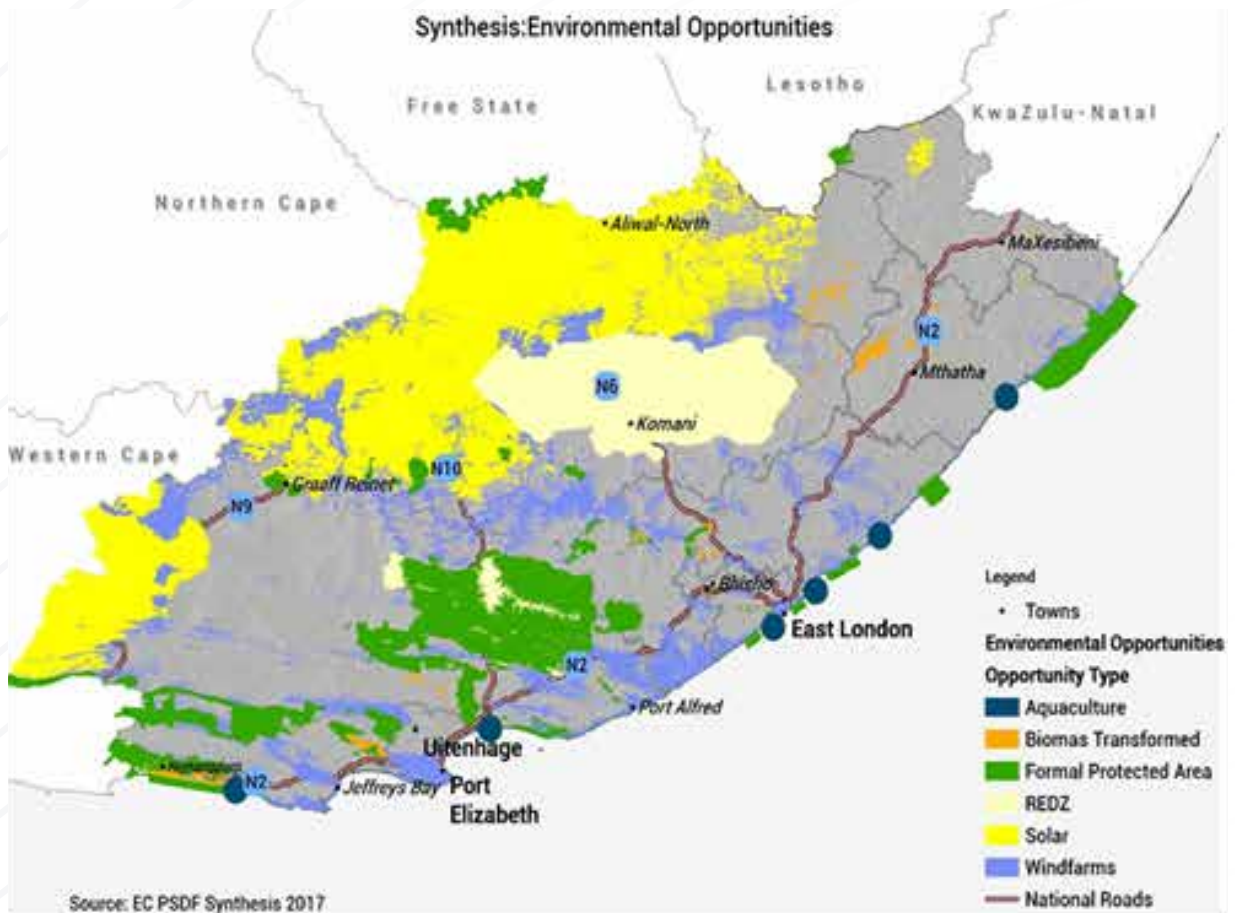 Synthesis:Environmental Opportunities
Lesotho
Free State
KwaZulu-Natal
Northern Cape
Aliwal-North
MaXesibeni
N2
Mthatha
N6
Komani
Western Cape
N10
Graaff Reinet
N9
Bhisho
East London
N2
Port Alfred
Uitenhage
N2
Jeffreys Bay
Port
Elizabeth
Legend
Towns
Environmental Opportunities
Opportunity Type
Aquaculture
Biomas Transformed
Formal Protected Area
REDZ
Solar
Windfarms
National Roads
Source: EC PSDF Synthesis 2017